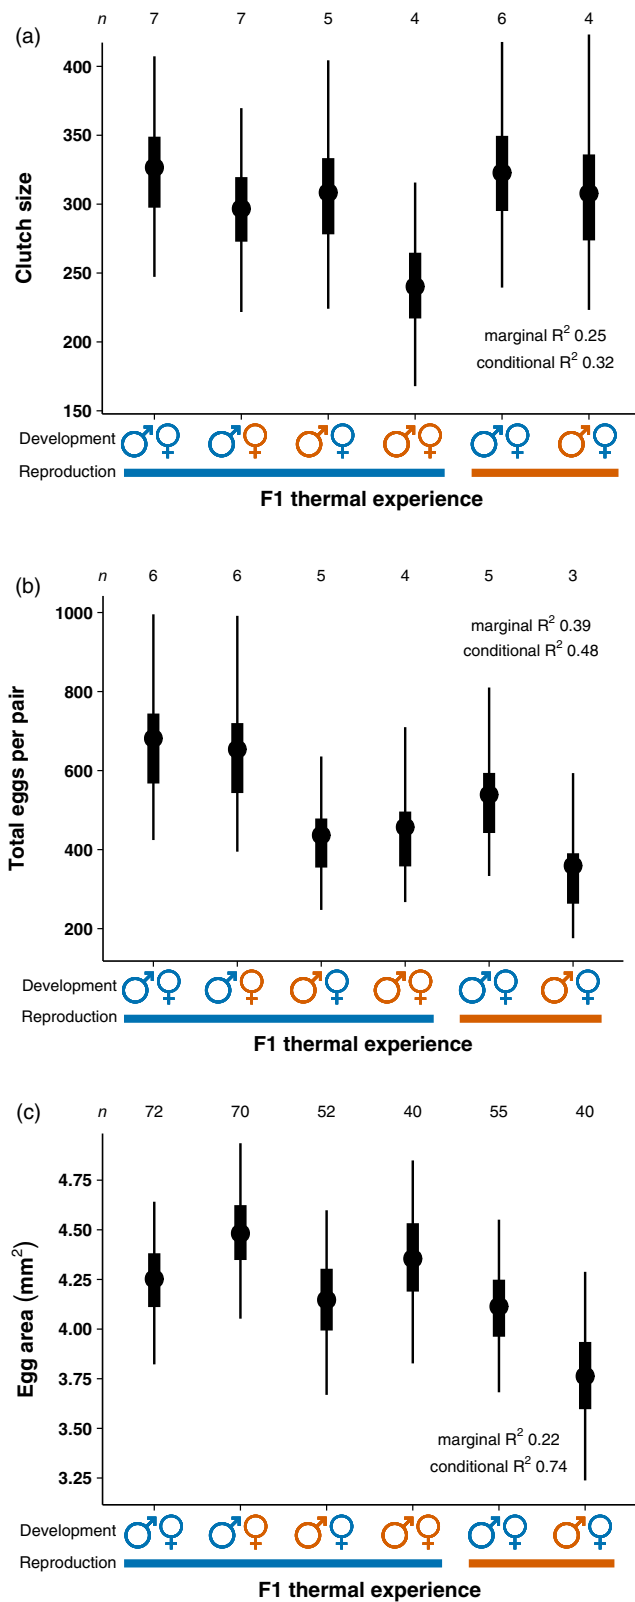 (a)
n 7 7 5 4 6 4
400
350
300
250
200
150
Clutch size
marginal R² 0.25
conditional R² 0.32
Development ♂♀ ♂♀ ♂♀ ♂♀ ♂♀ ♂♀
Reproduction
F1 thermal experience
(b)
n 6 6 5 4 5 3
1000
800
600
400
200
Total eggs per pair
marginal R² 0.39
conditional R² 0.48
Development ♂♀ ♂♀ ♂♀ ♂♀ ♂♀ ♂♀
Reproduction
F1 thermal experience
(c)
n 72 70 52 40 55 40
4.75
4.50
4.25
4.00
3.75
3.50
3.25
Egg area (mm²)
marginal R² 0.22
conditional R² 0.74
Development ♂♀ ♂♀ ♂♀ ♂♀ ♂♀ ♂♀
Reproduction
F1 thermal experience